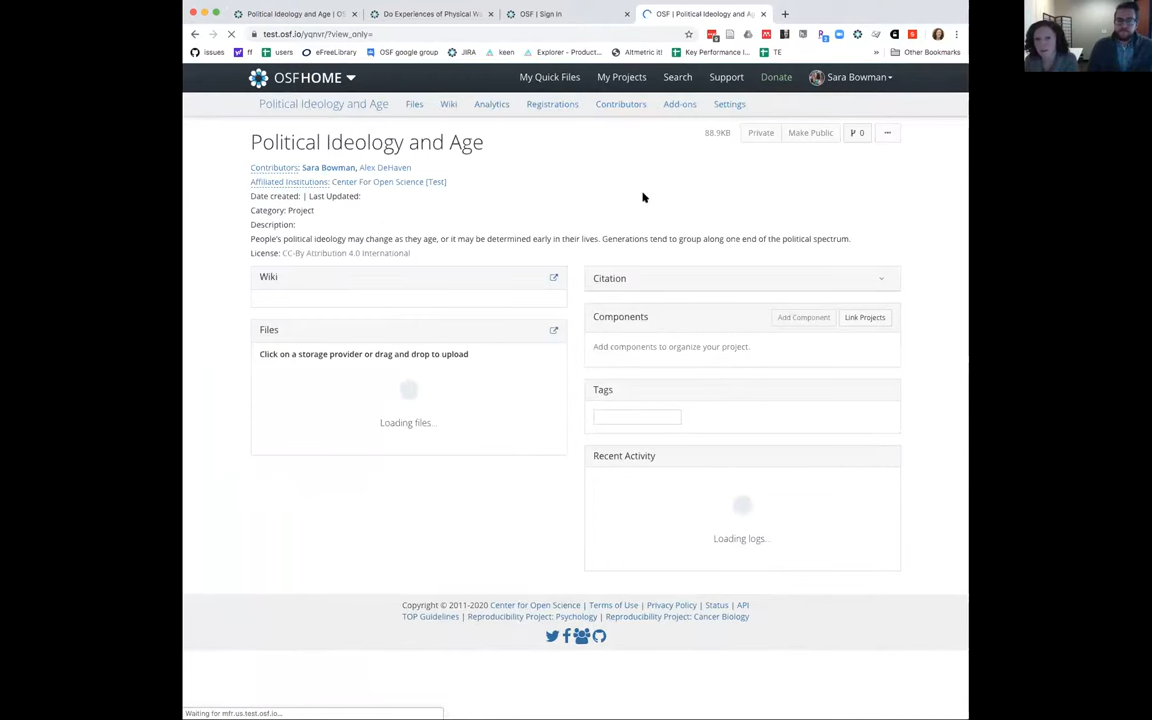 Political Ideology and Age | OS
Do Experiences of Physical W
OSF | Sign In
OSF | Political Ideology and Ag
test.osf.io/yqnvr/?view_only=
issues
users
eFreeLibrary
OSF google group
JIRA
keen
Explorer - Product...
Altmetric it!
Key Performance I...
TE
»
Other Bookmarks
OSFHOME
My Quick Files
My Projects
Search
Support
Donate
Sara Bowman
Political Ideology and Age
Files
Wiki
Analytics
Registrations
Contributors
Add-ons
Settings
Political Ideology and Age
88.9KB
Private
Make Public
0
...
Contributors: Sara Bowman, Alex DeHaven
Affiliated Institutions: Center For Open Science [Test]
Date created: | Last Updated:
Category: Project
Description:
People's political ideology may change as they age, or it may be determined early in their lives. Generations tend to group along one end of the political spectrum.
License: CC-By Attribution 4.0 International
Wiki
Files
Click on a storage provider or drag and drop to upload
Loading files...
Citation
Components
Add Component
Link Projects
Add components to organize your project.
Tags
Recent Activity
Loading logs...
Copyright © 2011-2020 Center for Open Science | Terms of Use | Privacy Policy | Status | API
TOP Guidelines | Reproducibility Project: Psychology | Reproducibility Project: Cancer Biology
Waiting for mfr.us.test.osf.io...